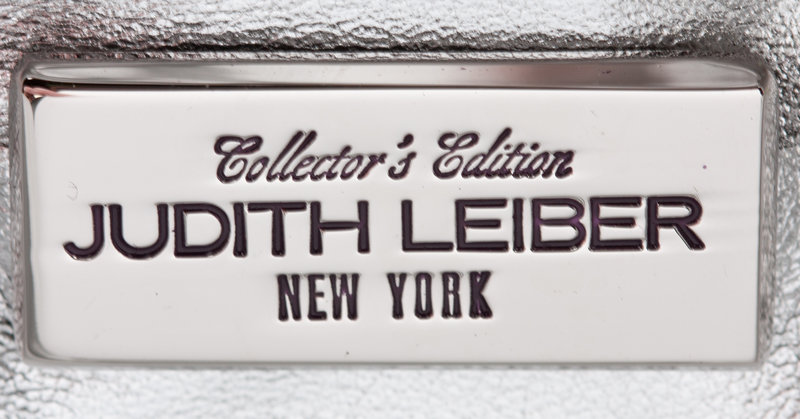 Collector's Edition
JUDITH LEIBER
NEW YORK